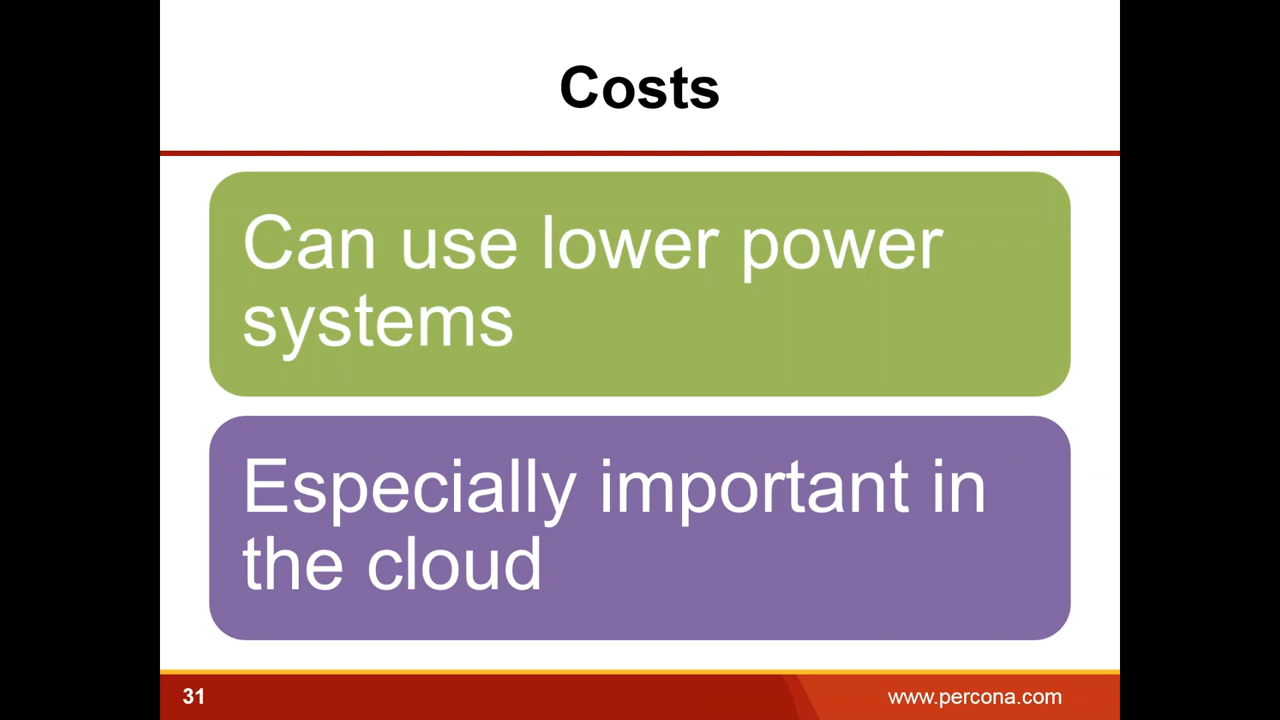 Costs
Can use lower power
systems
Especially important in
the cloud
31
www.percona.com